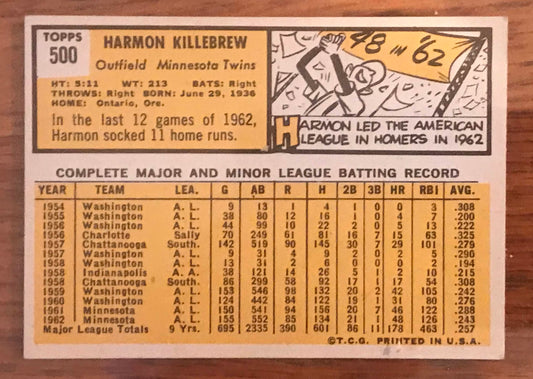 TOPPS
500
HARMON KILLEBREW
Outfield Minnesota Twins
HT: 5:11 WT: 213 BATS: Right
THROWS: Right BORN: June 29, 1936
HOME: Ontario, Ore.
In the last 12 games of 1962,
Harmon socked 11 home runs.
48 IN '62
HARMON LED THE AMERICAN
LEAGUE IN HOMERS IN 1962
COMPLETE MAJOR AND MINOR LEAGUE BATTING RECORD
YEAR TEAM LEA. G AB R H 2B 3B HR RBI AVG.
1954 Washington A. L. 9 13 1 4 1 0 0 3 .308
1955 Washington A. L. 38 80 12 16 1 0 4 7 .200
1956 Washington A. L. 44 99 10 22 2 0 5 13 .222
1956 Charlotte Sally 70 249 61 81 16 7 15 63 .325
1957 Chattanooga South. 142 519 90 145 30 7 29 101 .279
1957 Washington A. L. 9 31 4 9 2 0 2 5 .290
1958 Washington A. L. 13 31 2 6 0 0 0 2 .194
1958 Indianapolis A. A. 38 121 14 26 5 1 2 10 .215
1958 Chattanooga South. 86 299 58 92 17 1 17 54 .308
1959 Washington A. L. 153 546 98 132 20 2 42 105 .242
1960 Washington A. L. 124 442 84 122 19 1 31 80 .276
1961 Minnesota A. L. 150 541 94 156 20 7 46 122 .288
1962 Minnesota A. L. 155 552 85 134 21 1 48 126 .243
Major League Totals 9 Yrs. 695 2335 390 601 86 11 178 463 .257
©T.C.G. PRINTED IN U.S.A.